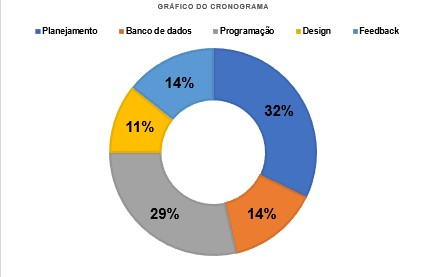 GRÁFICO DO CRONOGRAMA
Planejamento Banco de dados Programação Design Feedback
14% 32%
11%
29% 14%